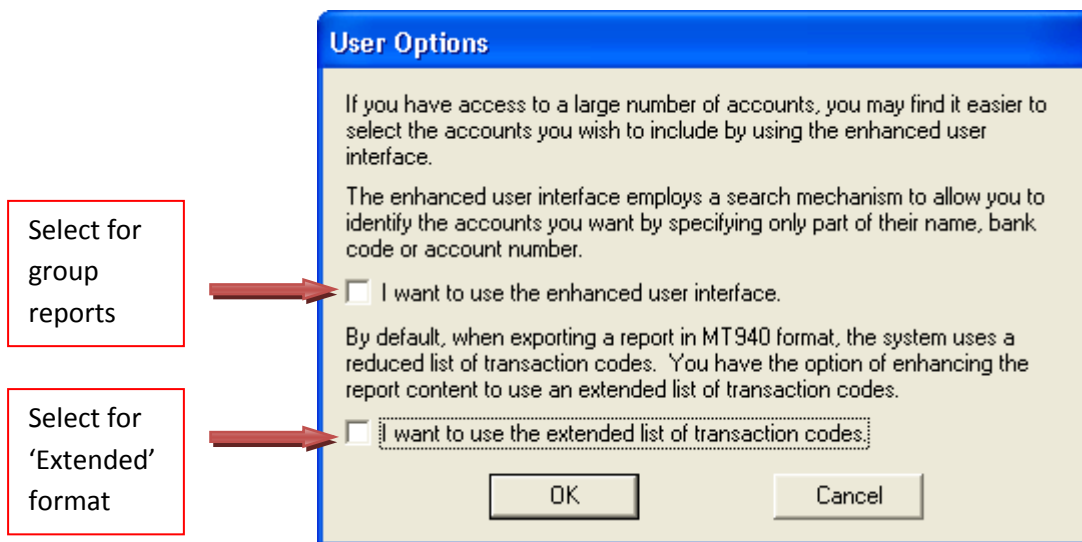 User Options
If you have access to a large number of accounts, you may find it easier to
select the accounts you wish to include by using the enhanced user
interface.
The enhanced user interface employs a search mechanism to allow you to
identify the accounts you want by specifying only part of their name, bank
code or account number.
Select for
group
reports
I want to use the enhanced user interface.
By default, when exporting a report in MT940 format, the system uses a
reduced list of transaction codes. You have the option of enhancing the
report content to use an extended list of transaction codes.
Select for
‘Extended’
format
I want to use the extended list of transaction codes.
OK
Cancel